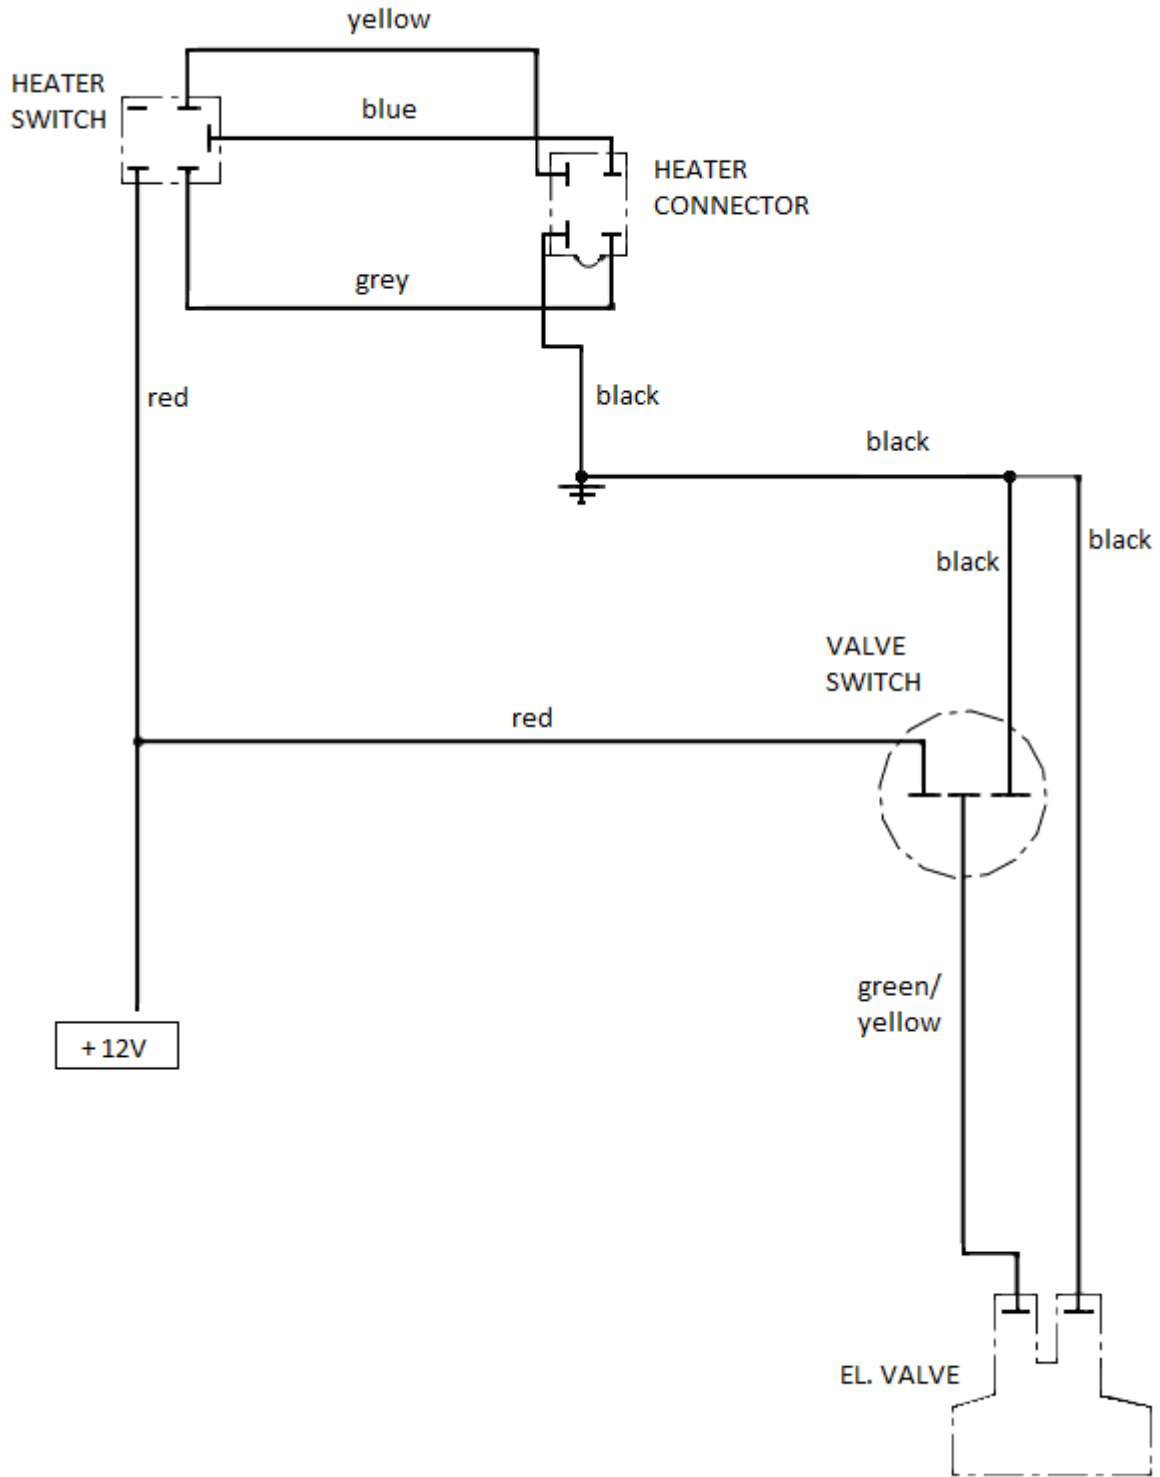 yellow
HEATER
SWITCH
blue
HEATER
CONNECTOR
grey
red
black
black
black
black
VALVE
SWITCH
red
green/
yellow
+ 12V
EL. VALVE